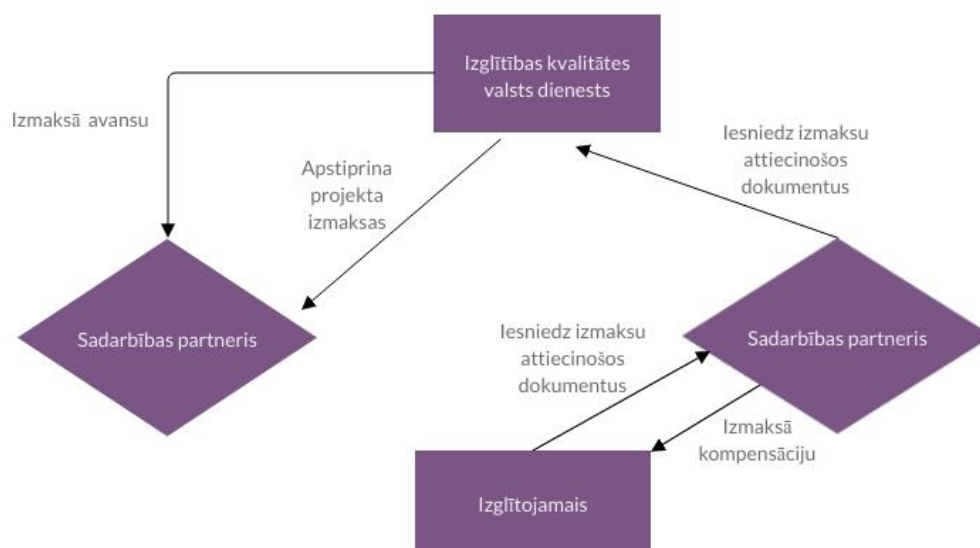 Izglītības kvalitātes
valsts dienests
Izmaksā avansu
Iesniedz izmaksu
attiecinošos
dokumentus
Apstiprina
projekta
izmaksas
Sadarbības partneris
Sadarbības partneris
Iesniedz izmaksu
attiecinošos
dokumentus
Izmaksā
kompensāciju
Izglītojamais